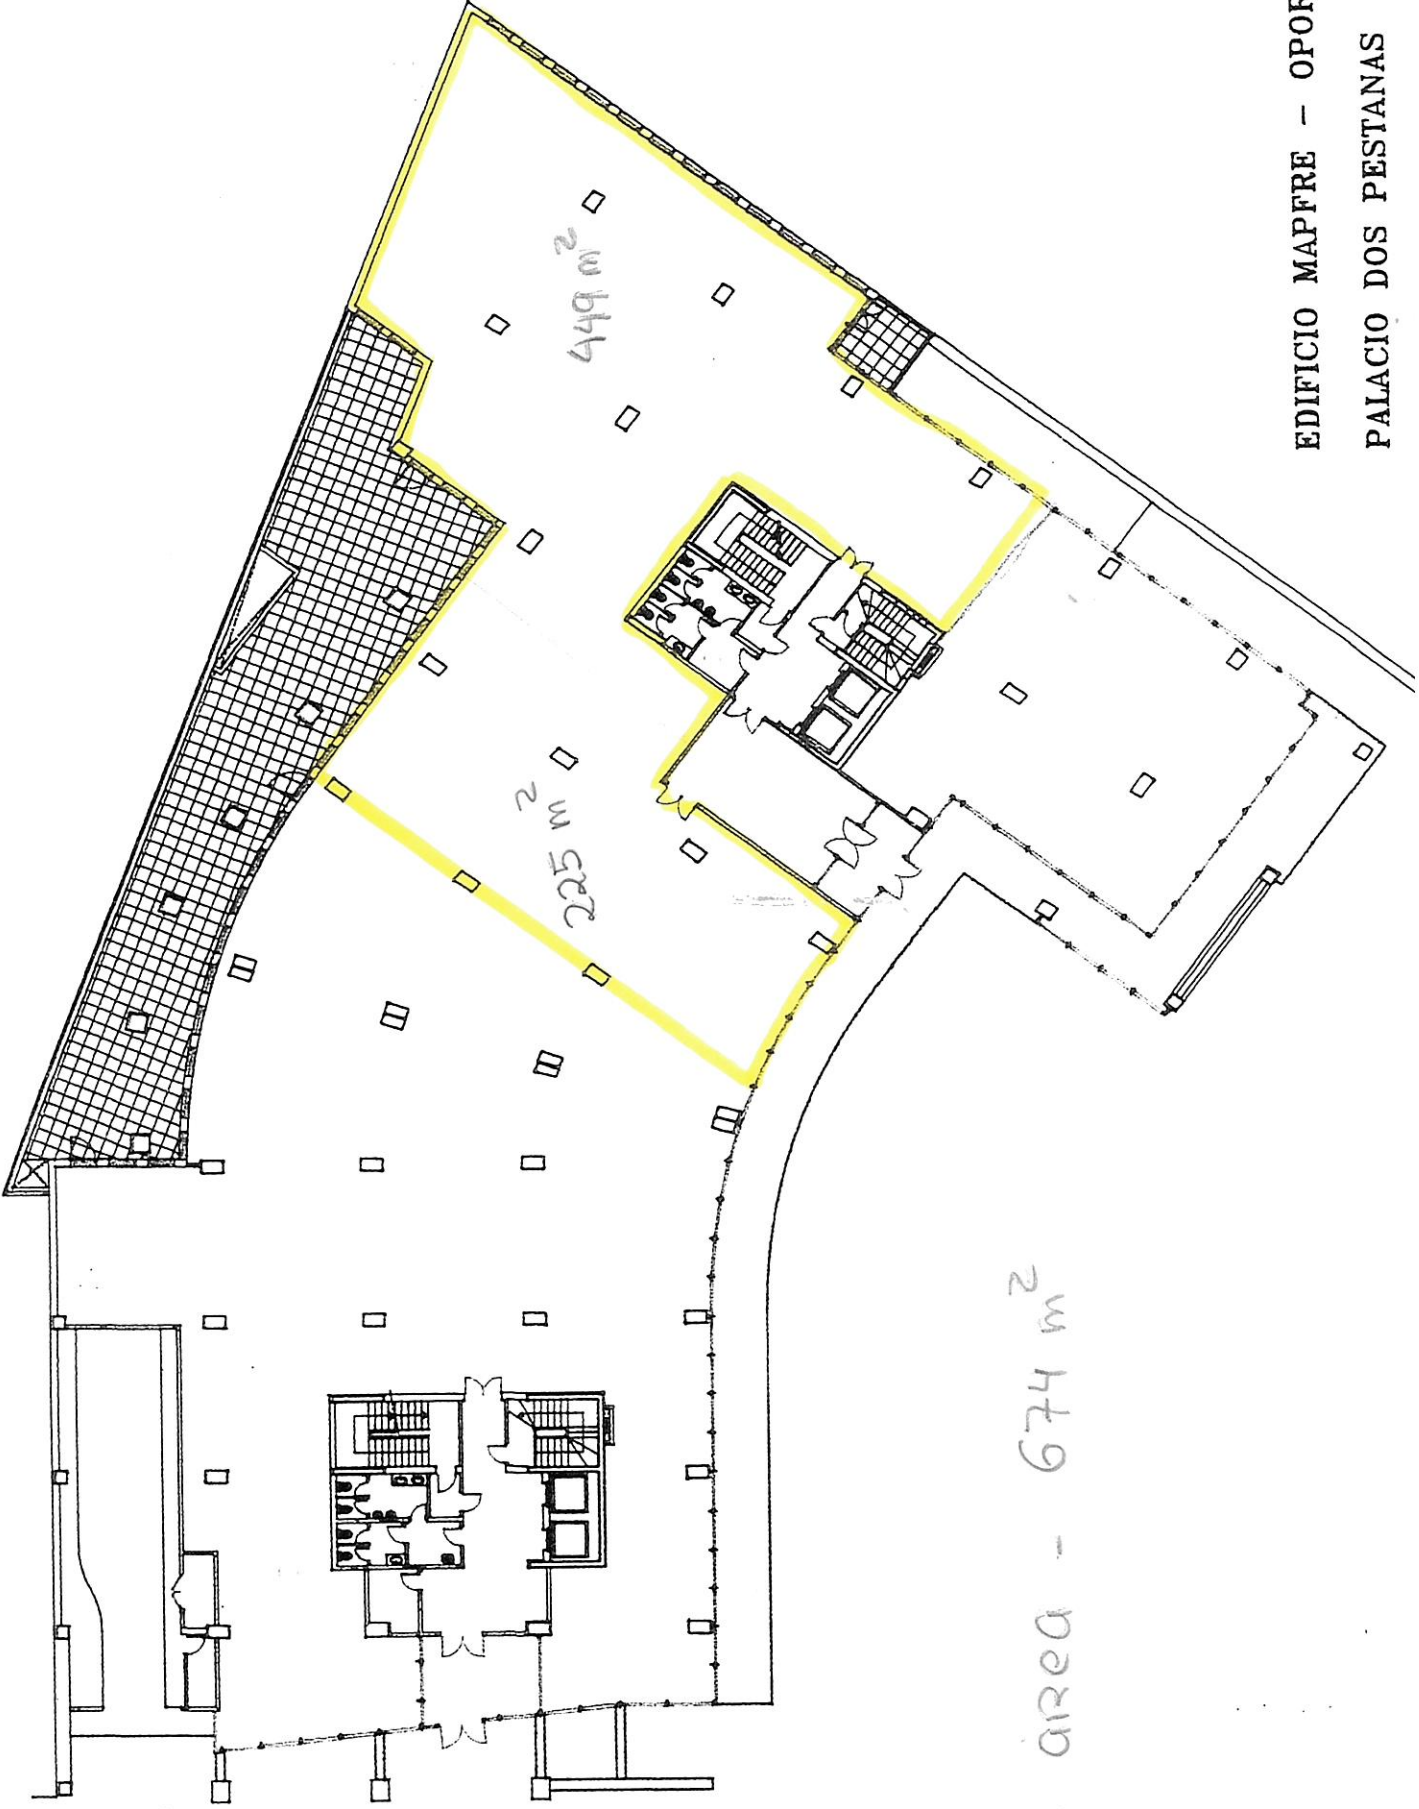 EDIFICIO MAPFRE - OPOR
PALACIO DOS PESTANAS
449 m²
225 m²
area - 674 m²